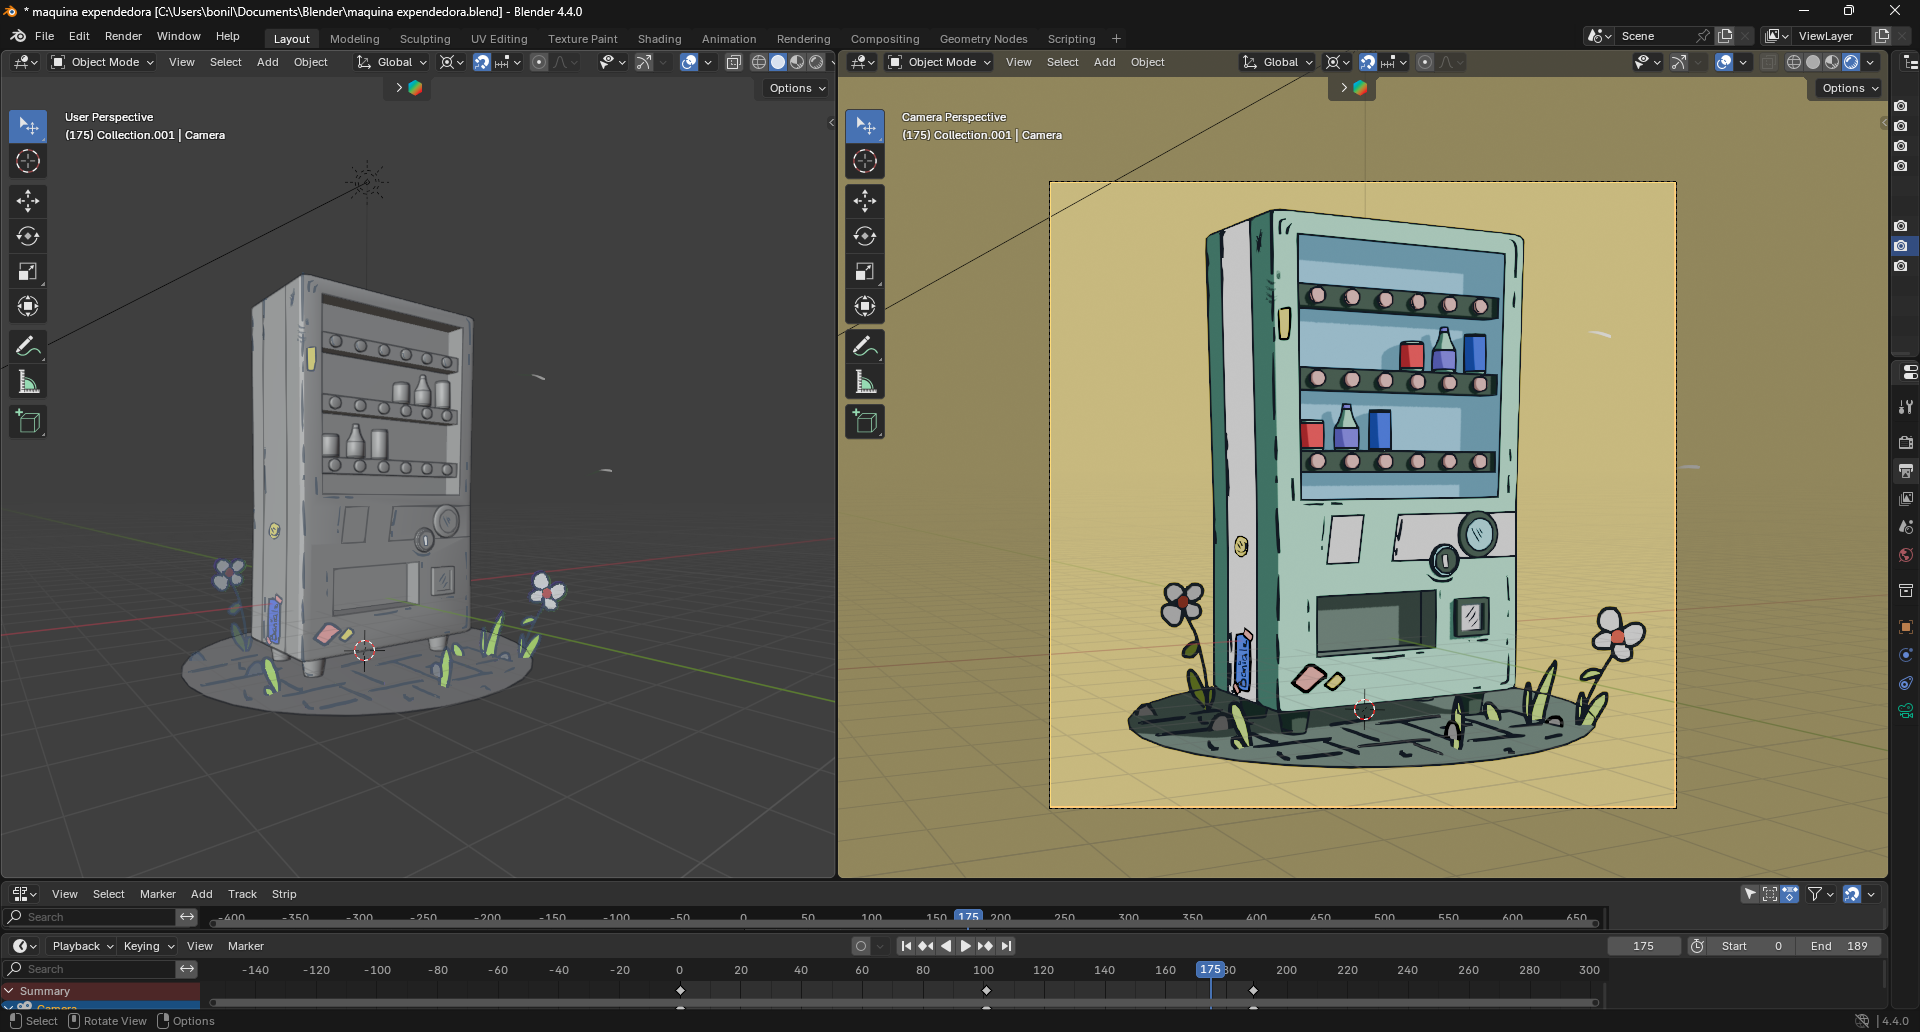 * maquina expendedora [C:\Users\bonil\Documents\Blender\maquina expendedora.blend] - Blender 4.4.0
File Edit Render Window Help Layout Modeling Sculpting UV Editing Texture Paint Shading Animation Rendering Compositing Geometry Nodes Scripting + Scene ViewLayer
Object Mode View Select Add Object Global
Object Mode View Select Add Object Global
Options
Options
User Perspective
(175) Collection.001 | Camera
Camera Perspective
(175) Collection.001 | Camera
View Select Marker Add Track Strip
Search -400 -350 -300 -250 -200 -150 -100 -50 0 50 100 150 175 200 250 300 350 400 450 500 550 600 650
Playback Keying View Marker 175 Start 0 End 189
Search -140 -120 -100 -80 -60 -40 -20 0 20 40 60 80 100 120 140 160 175 200 220 240 260 280 300
Summary
Camera
Select Rotate View Options 4.4.0